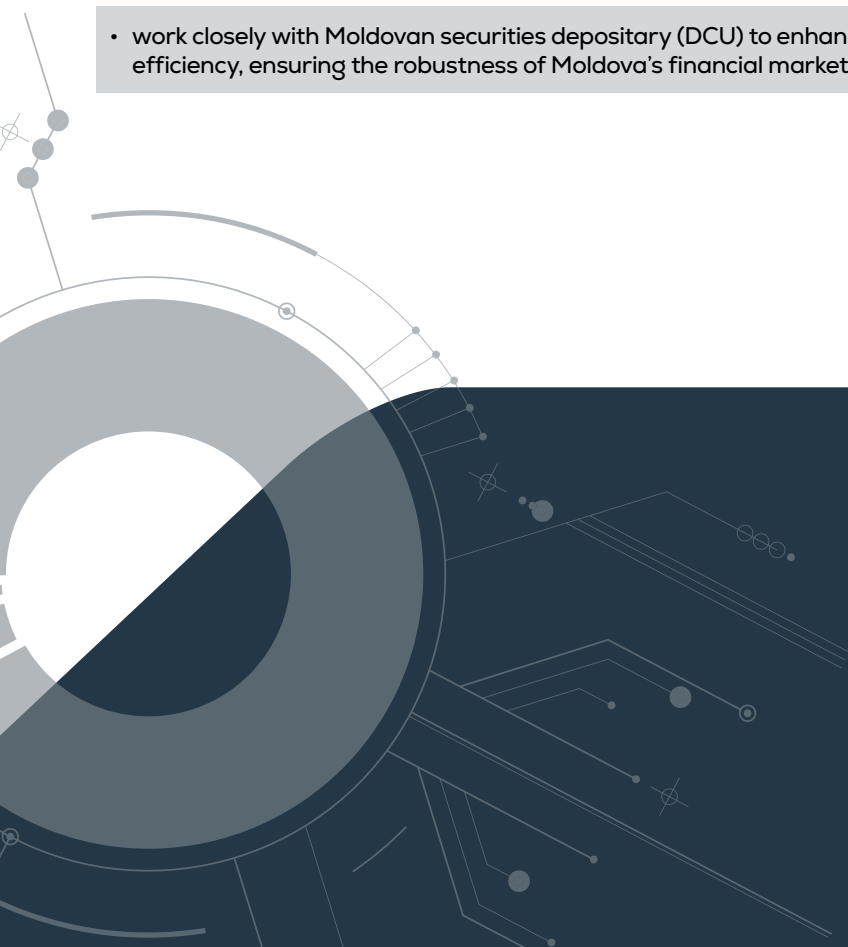 • work closely with Moldovan securities depositary (DCU) to enhan
efficiency, ensuring the robustness of Moldova’s financial market